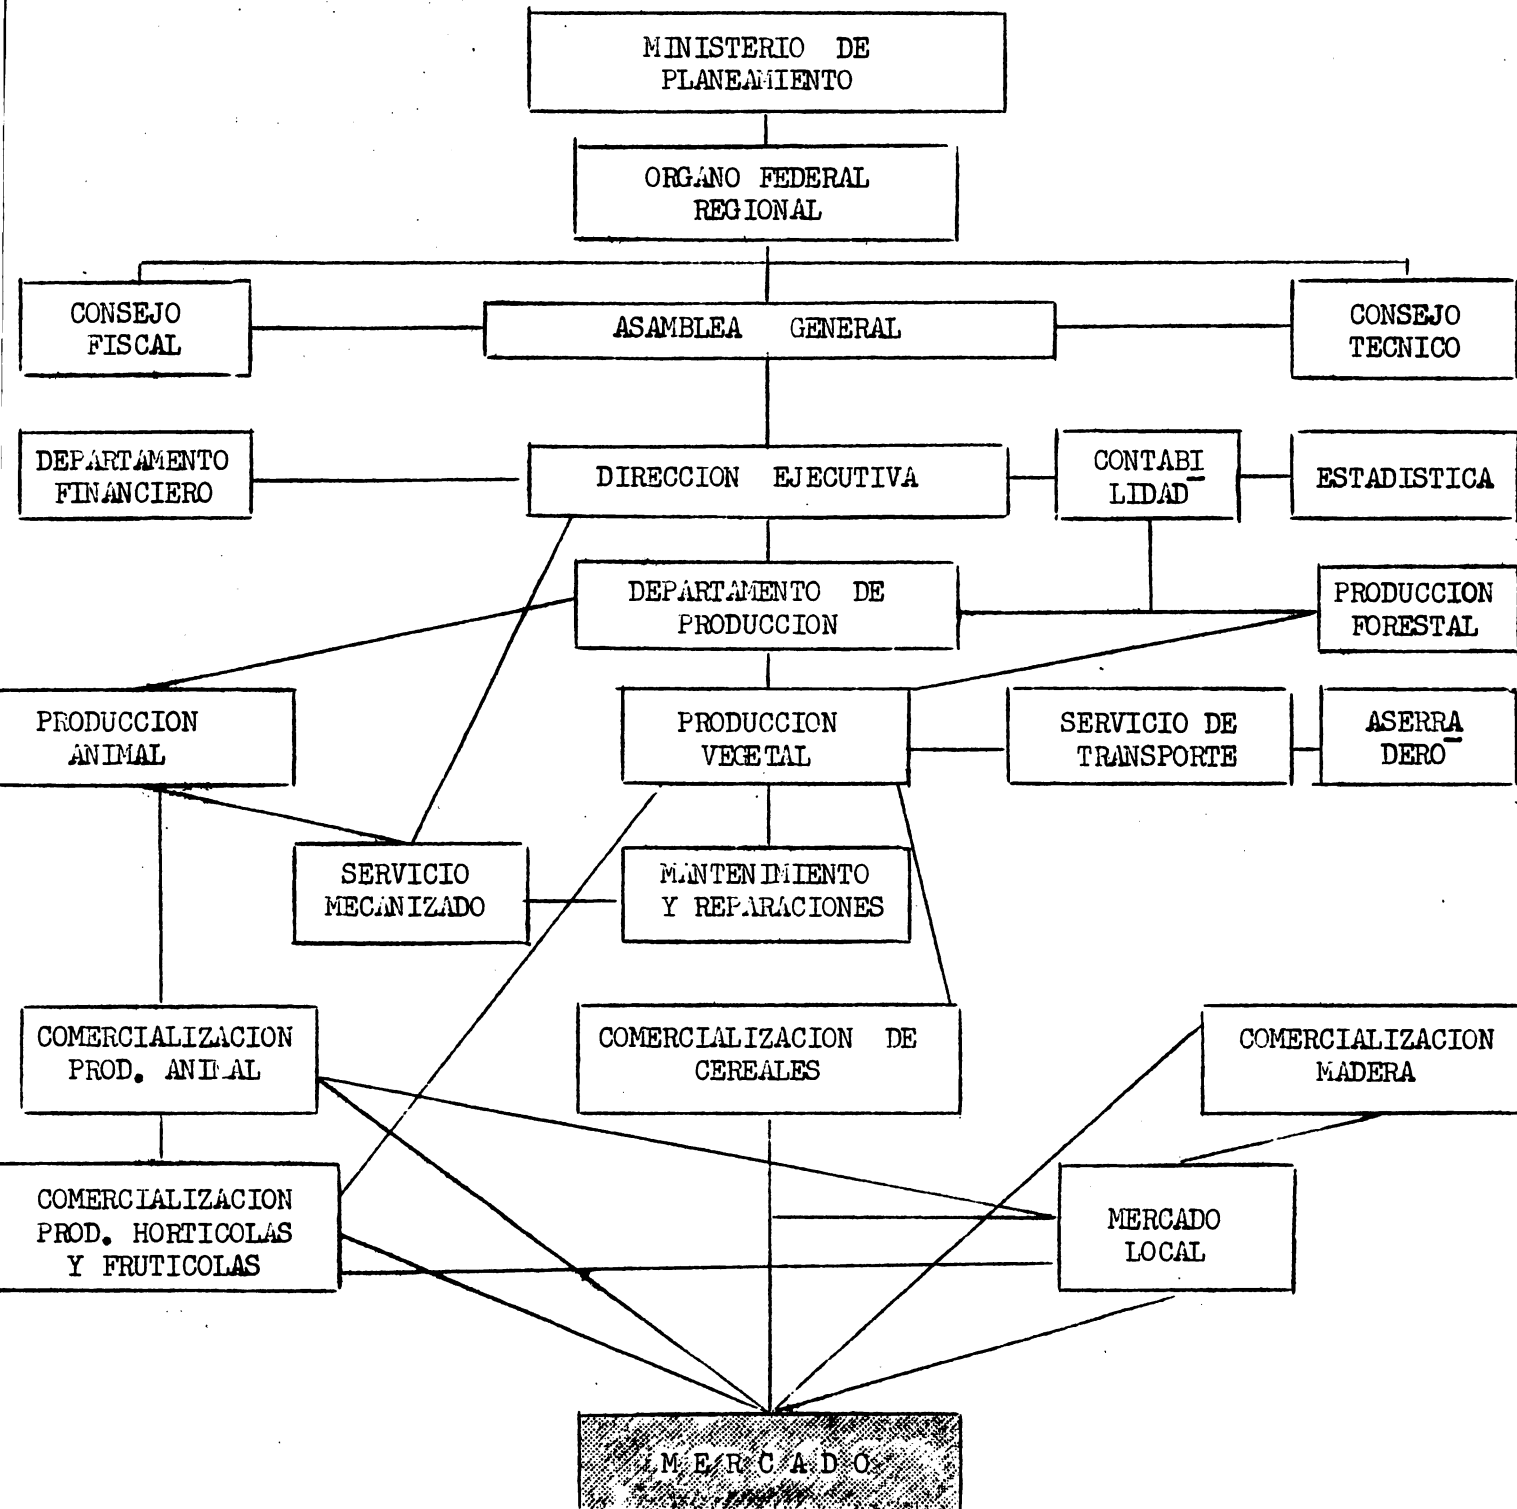 MINISTERIO DE
PLANEAMIENTO
ORGANO FEDERAL
REGIONAL
CONSEJO
FISCAL
ASAMBLEA GENERAL
CONSEJO
TECNICO
DEPARTAMENTO
FINANCIERO
DIRECCION EJECUTIVA
CONTABI
LIDAD
ESTADISTICA
DEPARTAMENTO DE
PRODUCCION
PRODUCCION
FORESTAL
PRODUCCION
ANIMAL
PRODUCCION
VEGETAL
SERVICIO DE
TRANSPORTE
ASERRA
DERO
SERVICIO
MECANIZADO
MANTENIMIENTO
Y REPARACIONES
COMERCIALIZACION
PROD. ANIMAL
COMERCIALIZACION DE
CEREALES
COMERCIALIZACION
MADERA
COMERCIALIZACION
PROD. HORTICOLAS
Y FRUTICOLAS
MERCADO
LOCAL
MERCADO